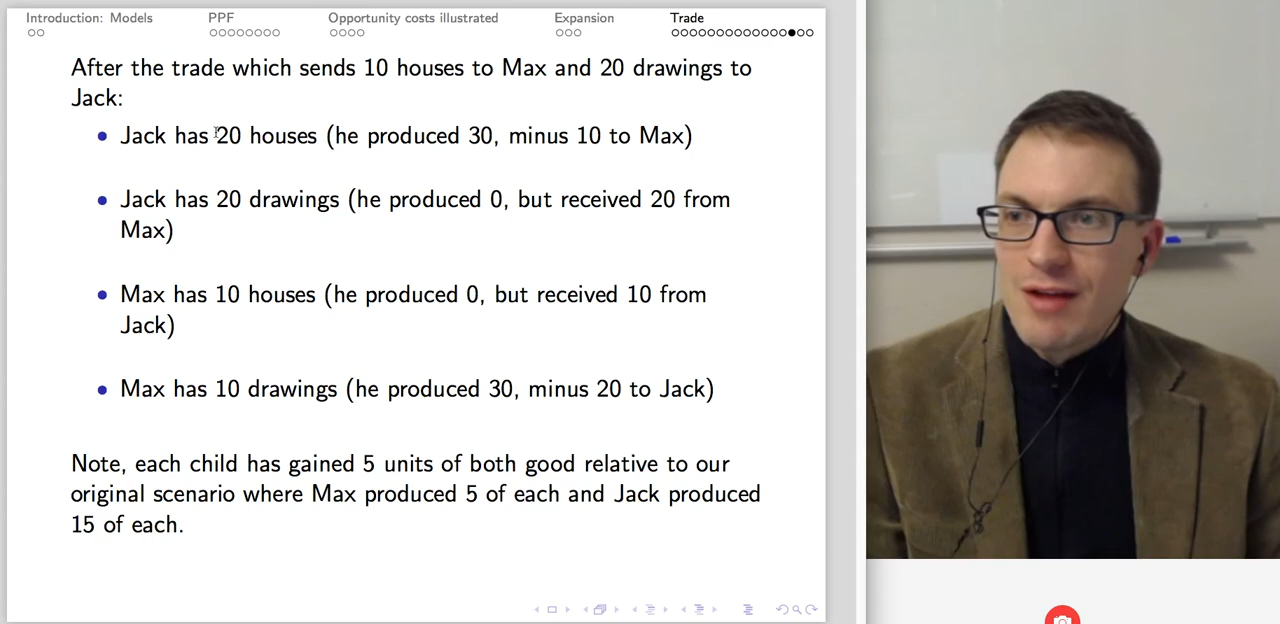 Introduction: Models PPF Opportunity costs illustrated Expansion Trade
After the trade which sends 10 houses to Max and 20 drawings to
Jack:
Jack has 20 houses (he produced 30, minus 10 to Max)
Jack has 20 drawings (he produced 0, but received 20 from
Max)
Max has 10 houses (he produced 0, but received 10 from
Jack)
Max has 10 drawings (he produced 30, minus 20 to Jack)
Note, each child has gained 5 units of both good relative to our
original scenario where Max produced 5 of each and Jack produced
15 of each.